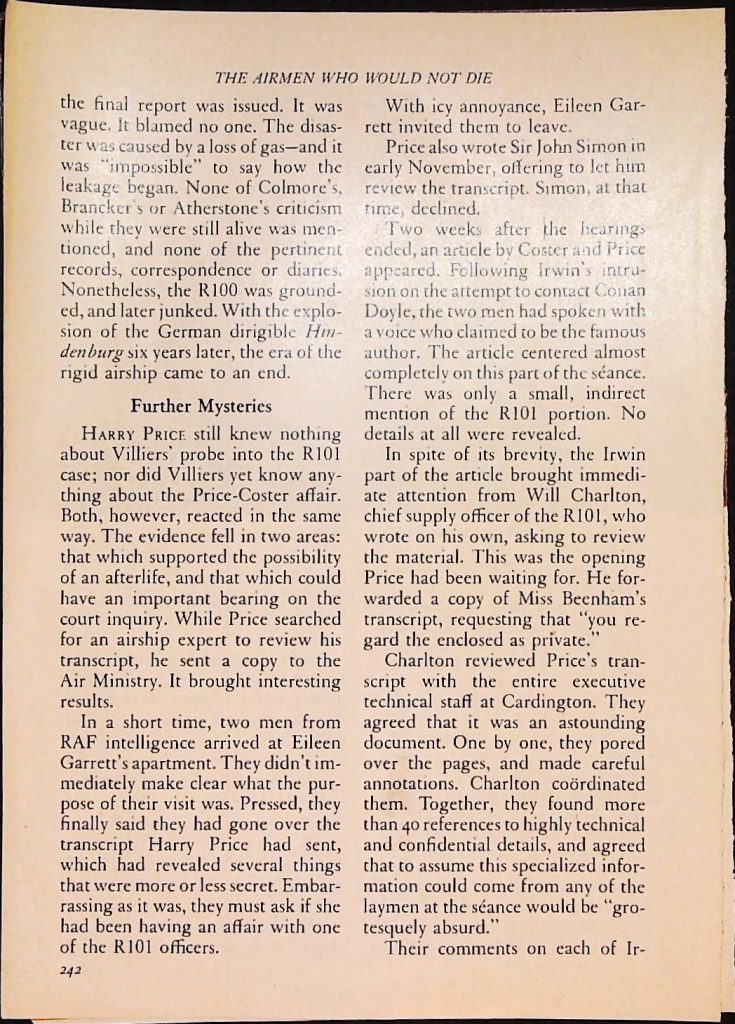 THE AIRMEN WHO WOULD NOT DIE
the final report was issued. It was
vague. It blamed no one. The disas-
ter was caused by a loss of gas—and it
was "impossible" to say how the
leakage began. None of Colmore's,
Brancker's or Atherstone's criticism
while they were still alive was men-
tioned, and none of the pertinent
records, correspondence or diaries.
Nonetheless, the R100 was ground-
ed, and later junked. With the explo-
sion of the German dirigible Hin-
denburg six years later, the era of the
rigid airship came to an end.
Further Mysteries
HARRY PRICE still knew nothing
about Villiers' probe into the R101
case; nor did Villiers yet know any-
thing about the Price-Coster affair.
Both, however, reacted in the same
way. The evidence fell in two areas:
that which supported the possibility
of an afterlife, and that which could
have an important bearing on the
court inquiry. While Price searched
for an airship expert to review his
transcript, he sent a copy to the
Air Ministry. It brought interesting
results.
In a short time, two men from
RAF intelligence arrived at Eileen
Garrett's apartment. They didn't im-
mediately make clear what the pur-
pose of their visit was. Pressed, they
finally said they had gone over the
transcript Harry Price had sent,
which had revealed several things
that were more or less secret. Embar-
rassing as it was, they must ask if she
had been having an affair with one
of the R101 officers.
242
With icy annoyance, Eileen Gar-
rett invited them to leave.
Price also wrote Sir John Simon in
early November, offering to let him
review the transcript. Simon, at that
time, declined.
Two weeks after the hearings
ended, an article by Coster and Price
appeared. Following Irwin's intru-
sion on the attempt to contact Conan
Doyle, the two men had spoken with
a voice who claimed to be the famous
author. The article centered almost
completely on this part of the séance.
There was only a small, indirect
mention of the R101 portion. No
details at all were revealed.
In spite of its brevity, the Irwin
part of the article brought immedi-
ate attention from Will Charlton,
chief supply officer of the R101, who
wrote on his own, asking to review
the material. This was the opening
Price had been waiting for. He for-
warded a copy of Miss Beenham's
transcript, requesting that "you re-
gard the enclosed as private."
Charlton reviewed Price's tran-
script with the entire executive
technical staff at Cardington. They
agreed that it was an astounding
document. One by one, they pored
over the pages, and made careful
annotations. Charlton coördinated
them. Together, they found more
than 40 references to highly technical
and confidential details, and agreed
that to assume this specialized infor-
mation could come from any of the
laymen at the séance would be "gro-
tesquely absurd."
Their comments on each of Ir-